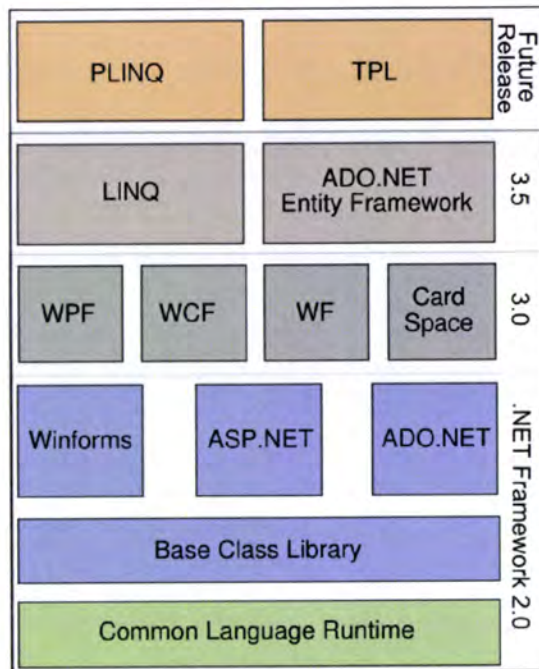 PLINQ
TPL
Future
Release
LINQ
ADO.NET
Entity Framework
3.5
WPF
WCF
WF
Card
Space
3.0
Winforms
ASP.NET
ADO.NET
.NET Framework 2.0
Base Class Library
Common Language Runtime